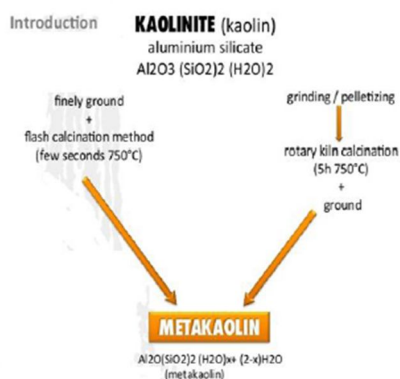 Introduction
KAOLINITE (kaolin)
aluminium silicate
Al2O3 (SiO2)2 (H2O)2
finely ground
+
flash calcination method
(few seconds 750°C)
grinding / pelletizing
rotary kiln calcination
(5h 750°C)
+
ground
METAKAOLIN
Al2O(SiO2)2 (H2O)x+ (2-x)H2O
(metakaolin)